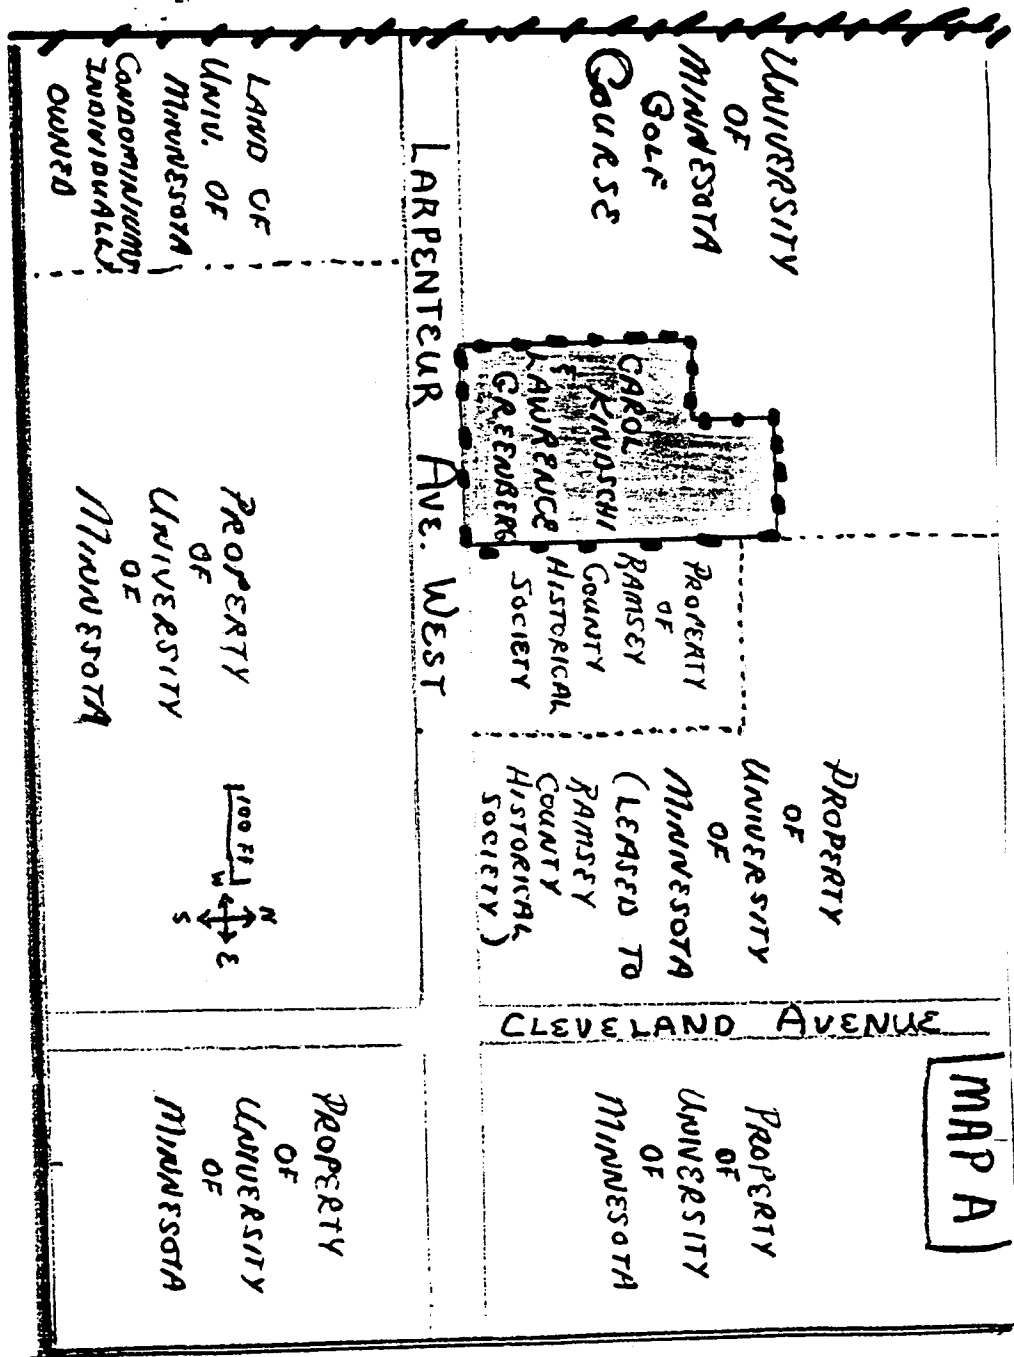 MAP A
UNIVERSITY
OF
MINNESOTA
GOLF
COURSE
CAROL
KINDSCHI
&
LAWRENCE
GREENBERG
PROPERTY
OF
RAMSEY
COUNTY
HISTORICAL
SOCIETY
PROPERTY
OF
UNIVERSITY
OF
MINNESOTA
(LEASED TO
RAMSEY
COUNTY
HISTORICAL
SOCIETY)
CLEVELAND AVENUE
PROPERTY
OF
UNIVERSITY
OF
MINNESOTA
LARPENTEUR AVE. WEST
LAND OF
UNIV. OF
MINNESOTA
CONDOMINIUMS
INDIVIDUALLY
OWNED
PROPERTY
OF
UNIVERSITY
OF
MINNESOTA
100 Ft
N
W
E
S
PROPERTY
OF
UNIVERSITY
OF
MINNESOTA